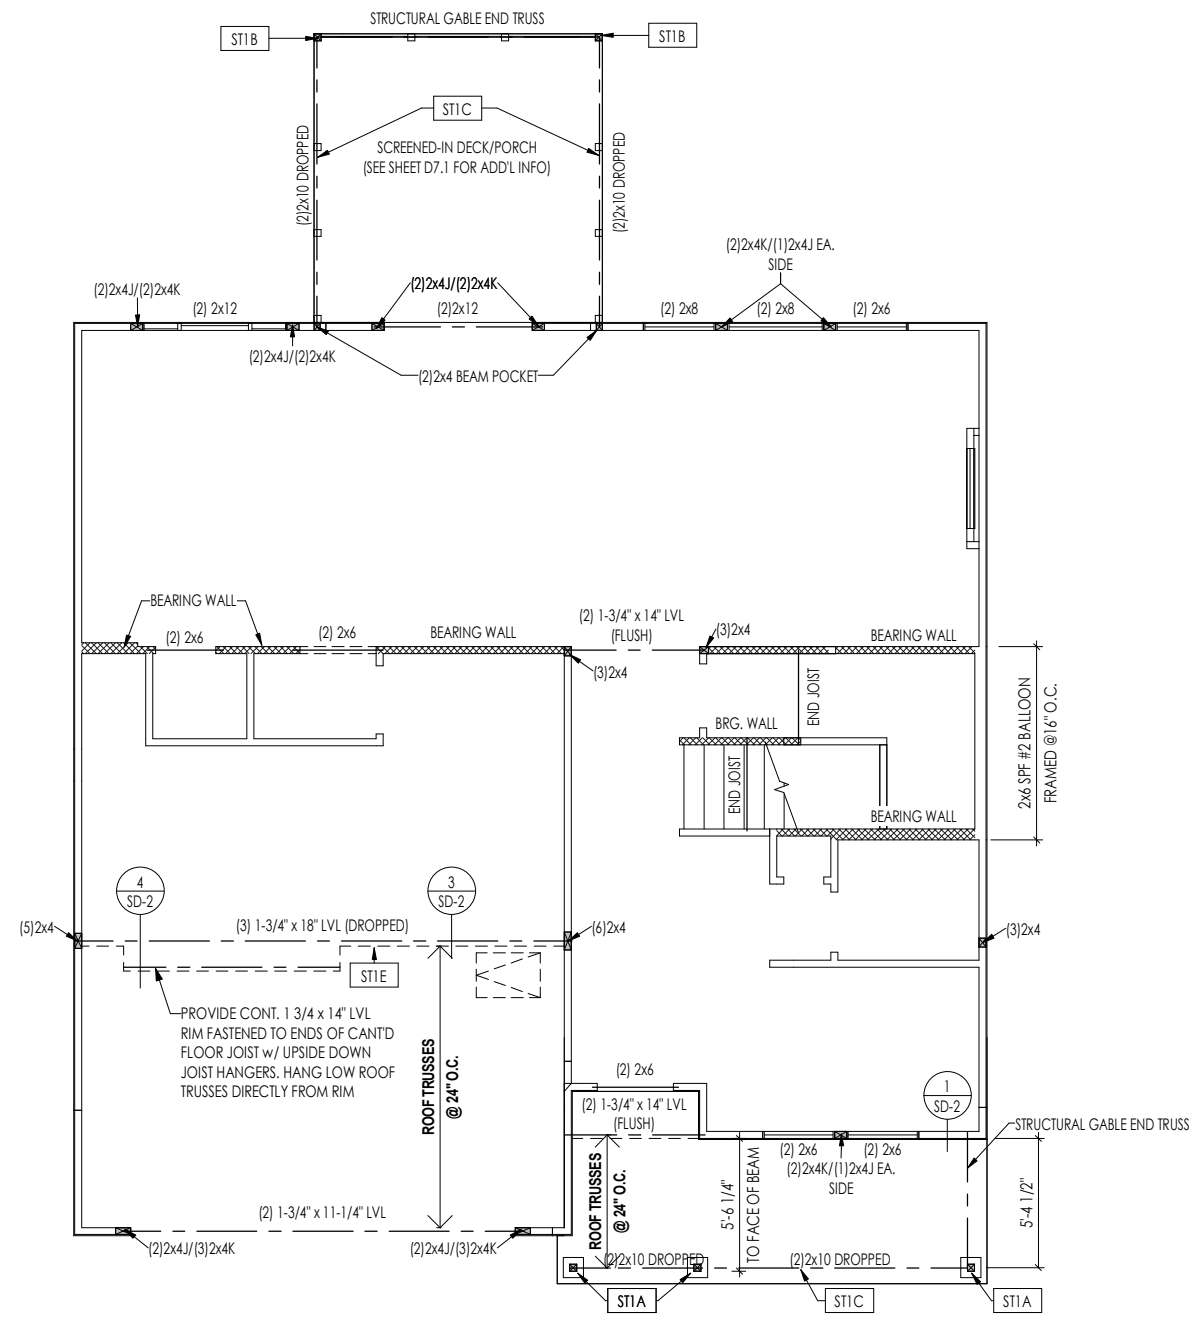 STRUCTURAL GABLE END TRUSS
ST1B
ST1B
ST1C
SCREENED-IN DECK/PORCH
(SEE SHEET D7.1 FOR ADD'L INFO)
(2)2x10 DROPPED
(2)2x10 DROPPED
(2)2x4K/(1)2x4J EA.
SIDE
(2)2x4J/(2)2x4K
(2)2x4J/(2)2x4K
(2) 2x12
(2)2x12
(2) 2x8
(2) 2x8
(2) 2x6
(2)2x4J/(2)2x4K
(2)2x4 BEAM POCKET
BEARING WALL
(2) 2x6
(2) 2x6
BEARING WALL
(2) 1-3/4" x 14" LVL
(FLUSH)
(3)2x4
BEARING WALL
(3)2x4
END JOIST
2x6 SPF #2 BALLOON
FRAMED @16" O.C.
BRG. WALL
END JOIST
BEARING WALL
4
SD-2
3
SD-2
(5)2x4
(3) 1-3/4" x 18" LVL (DROPPED)
(6)2x4
(3)2x4
ST1E
PROVIDE CONT. 1 3/4 x 14" LVL
RIM FASTENED TO ENDS OF CANT'D
FLOOR JOIST w/ UPSIDE DOWN
JOIST HANGERS. HANG LOW ROOF
TRUSSES DIRECTLY FROM RIM
ROOF TRUSSES
@ 24" O.C.
(2) 2x6
(2) 1-3/4" x 14" LVL
(FLUSH)
1
SD-2
STRUCTURAL GABLE END TRUSS
(2) 2x6
(2) 2x6
(2)2x4K/(1)2x4J EA.
SIDE
ROOF TRUSSES
@ 24" O.C.
5'-6 1/4"
TO FACE OF BEAM
5'-4 1/2"
(2) 1-3/4" x 11-1/4" LVL
(2)2x4J/(3)2x4K
(2)2x4J/(3)2x4K
(2)2x10 DROPPED
(2)2x10 DROPPED
ST1A
ST1C
ST1A